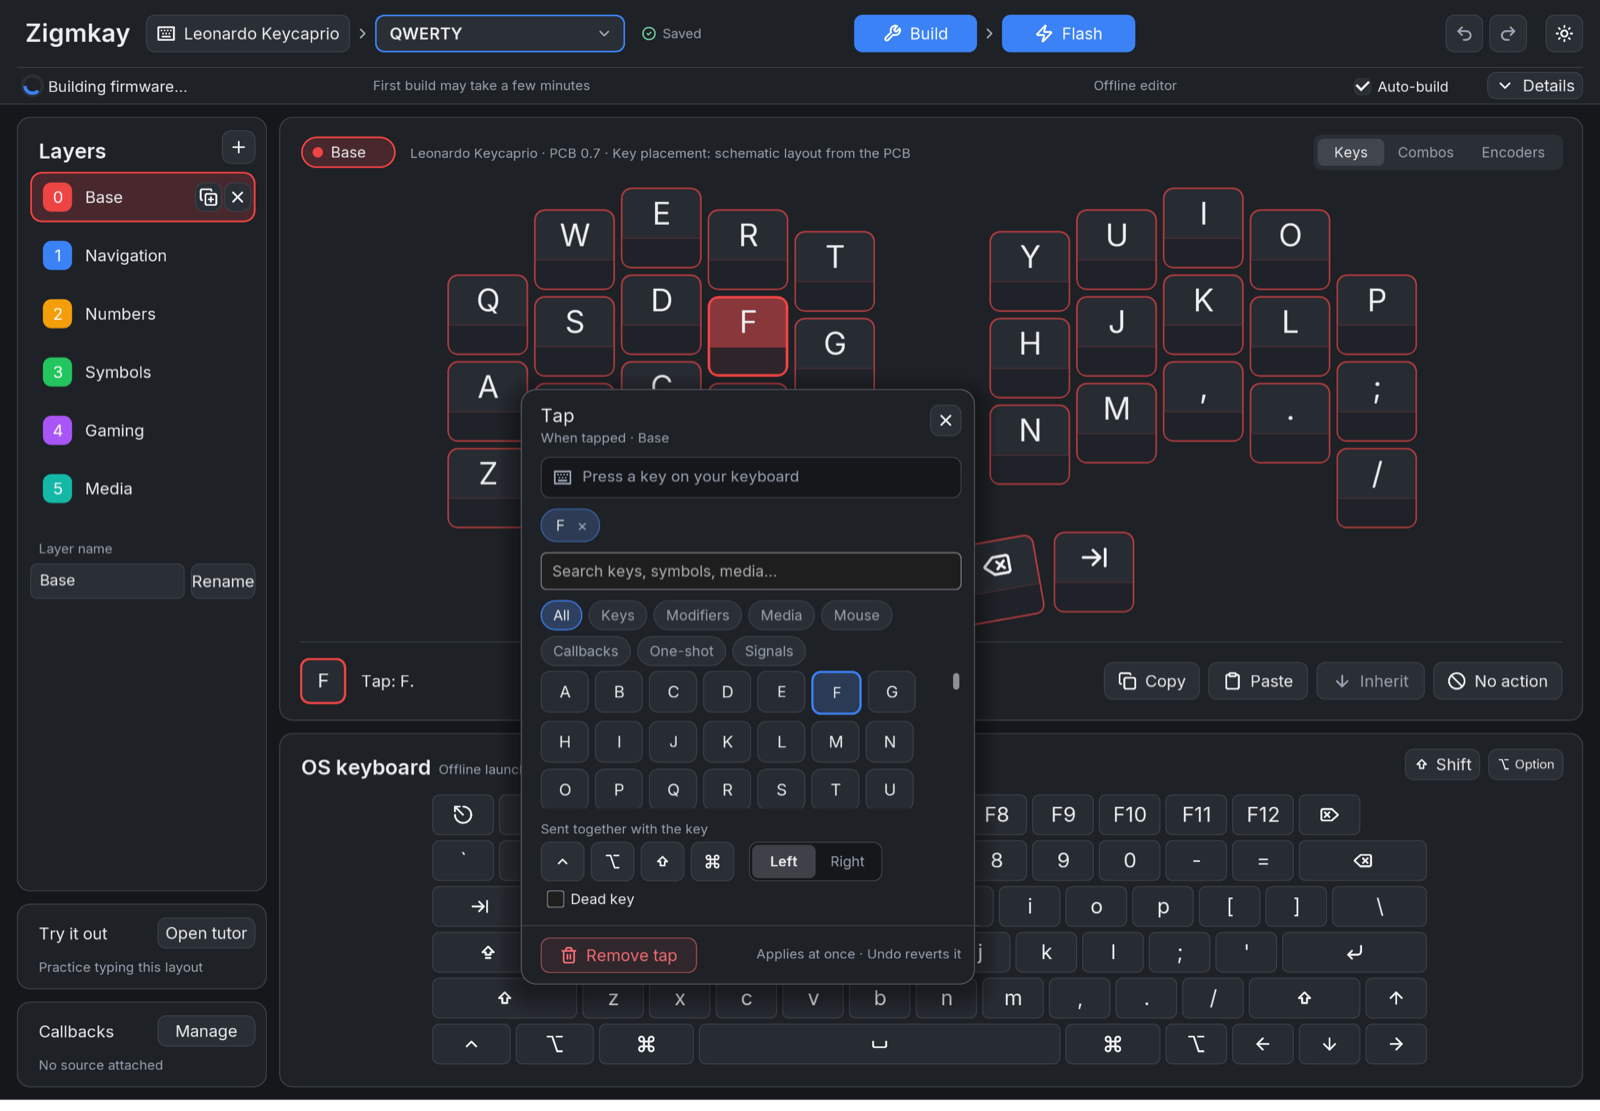 Zigmkay
Leonardo Keycaprio
QWERTY
Saved
Build
Flash
Building firmware...
First build may take a few minutes
Offline editor
Auto-build
Details
Layers
+
0 Base
1 Navigation
2 Numbers
3 Symbols
4 Gaming
5 Media
Layer name
Base
Rename
Try it out
Open tutor
Practice typing this layout
Callbacks
Manage
No source attached
Base
Leonardo Keycaprio · PCB 0.7 · Key placement: schematic layout from the PCB
Keys Combos Encoders
W E R T Y U I O
Q S D F G H J K L P
A C N M , . ;
Z /
Tap
When tapped · Base
Press a key on your keyboard
F ×
Search keys, symbols, media...
All Keys Modifiers Media Mouse
Callbacks One-shot Signals
A B C D E F G
H I J K L M N
O P Q R S T U
Sent together with the key
Left Right
Dead key
Remove tap
Applies at once · Undo reverts it
F
Tap: F.
Copy
Paste
Inherit
No action
OS keyboard
Offline
Shift
Option
F8 F9 F10 F11 F12
` 8 9 0 - =
i o p [ ] \
j k l ; '
z x c v b n m , . /